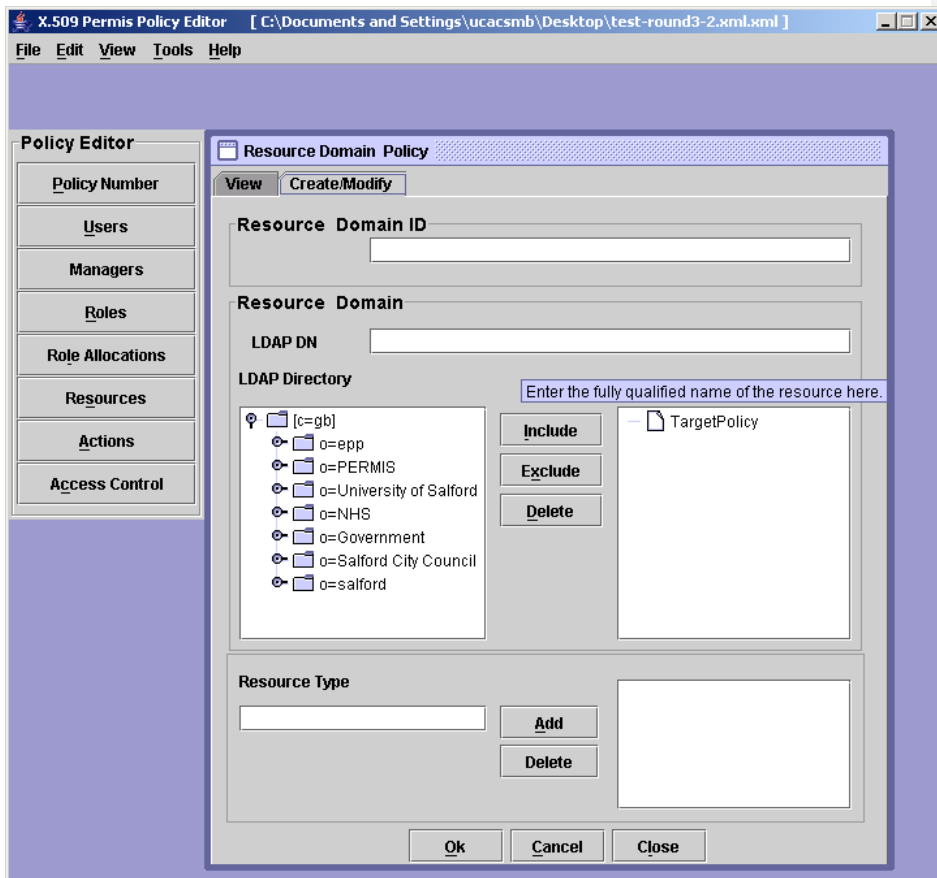 X.509 Permis Policy Editor [ C:\Documents and Settings\ucacsmb\Desktop\test-round3-2.xml.xml ]
File Edit View Tools Help
Policy Editor
Policy Number
Users
Managers
Roles
Role Allocations
Resources
Actions
Access Control
Resource Domain Policy
View Create/Modify
Resource Domain ID
Resource Domain
LDAP DN
LDAP Directory
Enter the fully qualified name of the resource here.
[c=gb]
o=epp
o=PERMIS
o=University of Salford
o=NHS
o=Government
o=Salford City Council
o=salford
Include
Exclude
Delete
TargetPolicy
Resource Type
Add
Delete
Ok Cancel Close